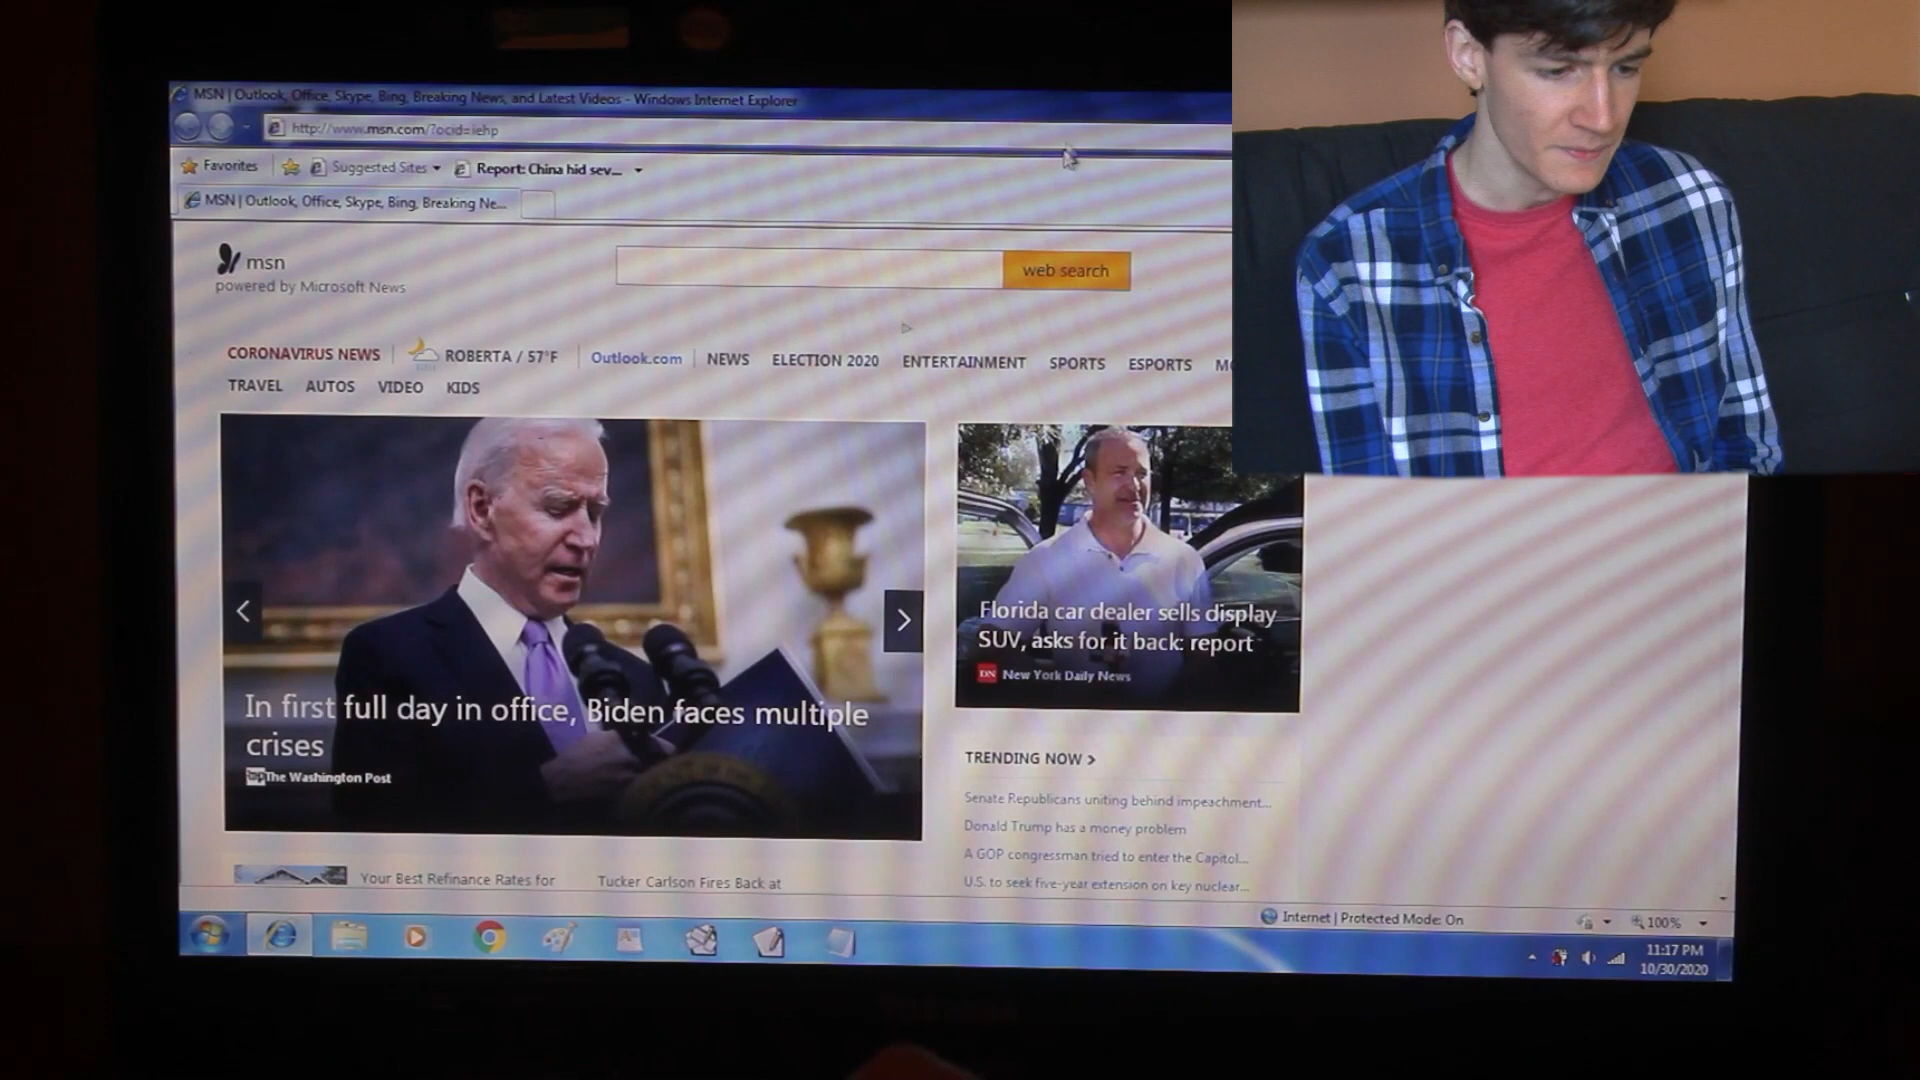 MSN | Outlook, Office, Skype, Bing, Breaking News, and Latest Videos - Windows Internet Explorer
http://www.msn.com/?ocid=iehp
Favorites Suggested Sites Report: China hid sev...
MSN | Outlook, Office, Skype, Bing, Breaking Ne...
msn
powered by Microsoft News
web search
CORONAVIRUS NEWS ROBERTA / 57°F Outlook.com NEWS ELECTION 2020 ENTERTAINMENT SPORTS ESPORTS
TRAVEL AUTOS VIDEO KIDS
In first full day in office, Biden faces multiple
crises
The Washington Post
Florida car dealer sells display
SUV, asks for it back: report
DN New York Daily News
TRENDING NOW >
Senate Republicans uniting behind impeachment...
Donald Trump has a money problem
A GOP congressman tried to enter the Capitol...
U.S. to seek five-year extension on key nuclear...
Your Best Refinance Rates for
Tucker Carlson Fires Back at
Internet | Protected Mode: On
100%
11:17 PM
10/30/2020